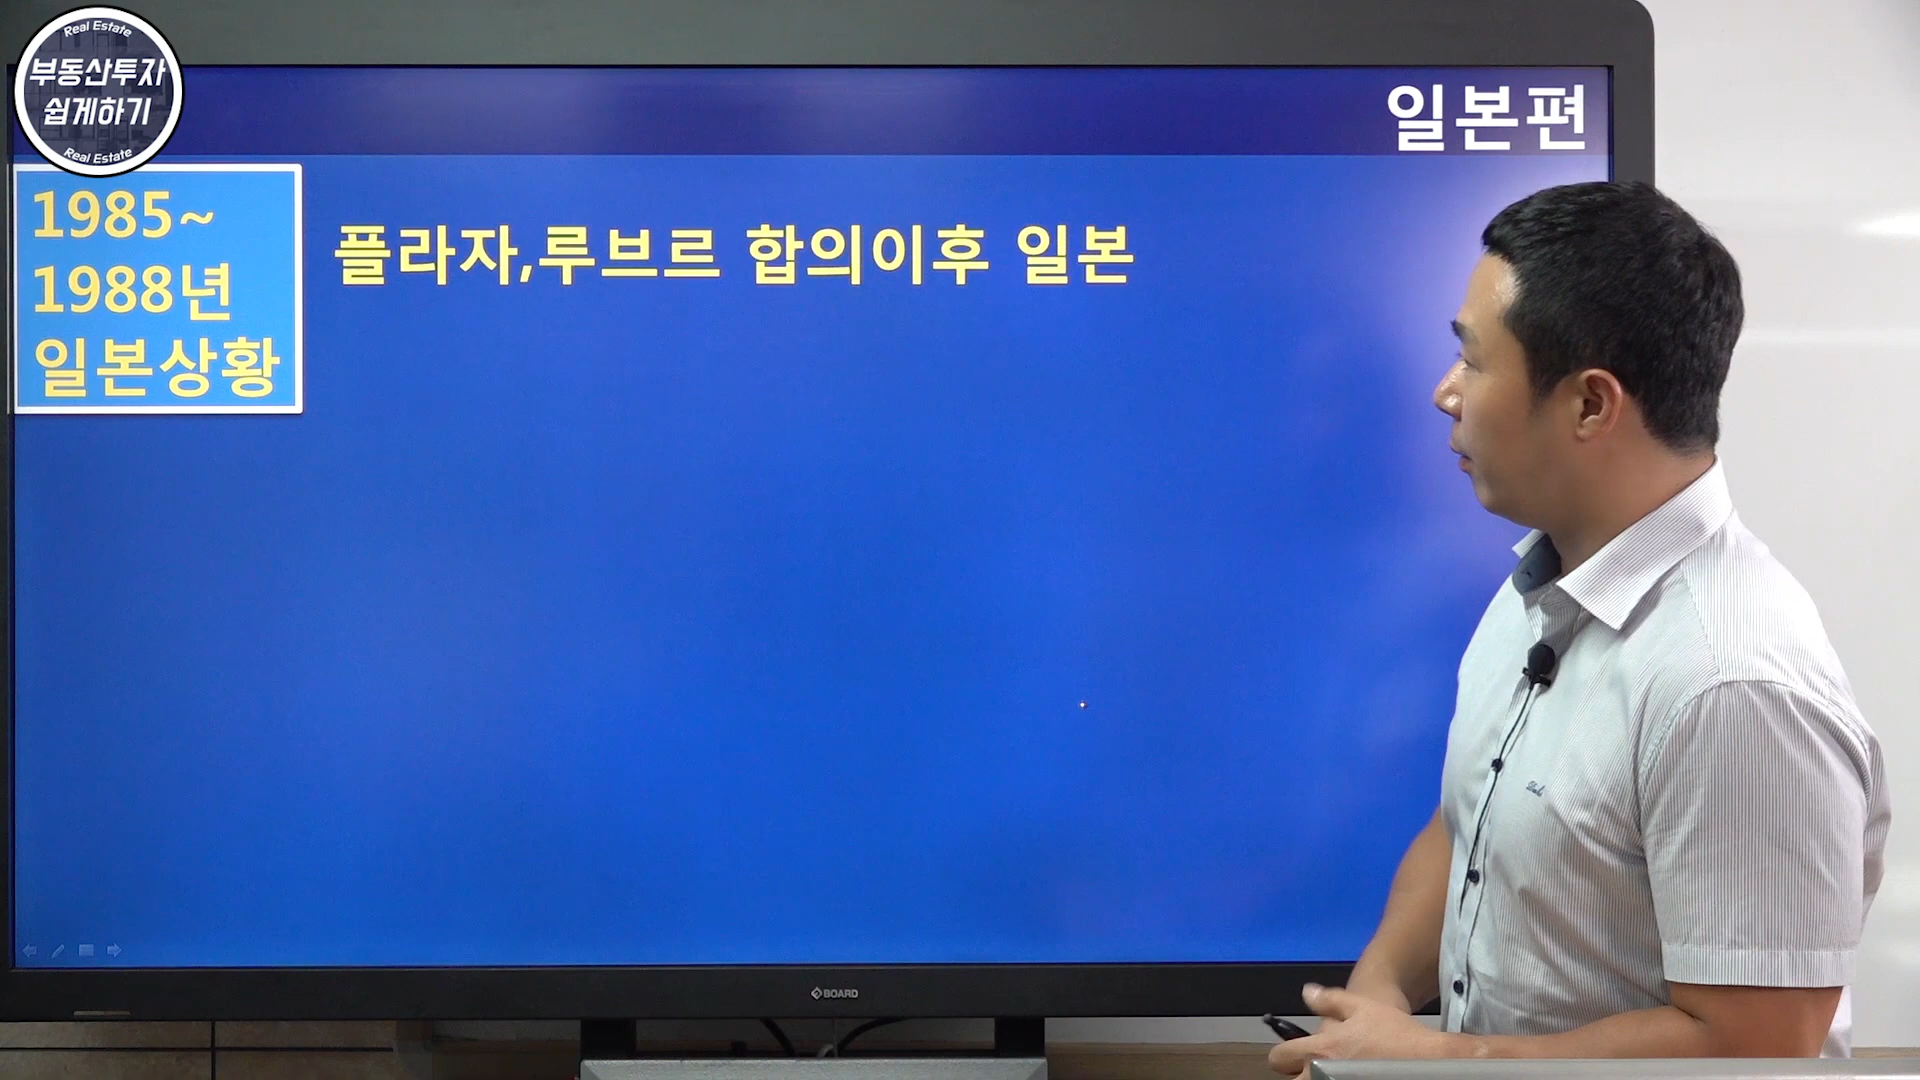 Real Estate
부동산투자
쉽게하기
Real Estate
일본편
1985~
1988년
일본상황
플라자,루브르 합의이후 일본
BOARD